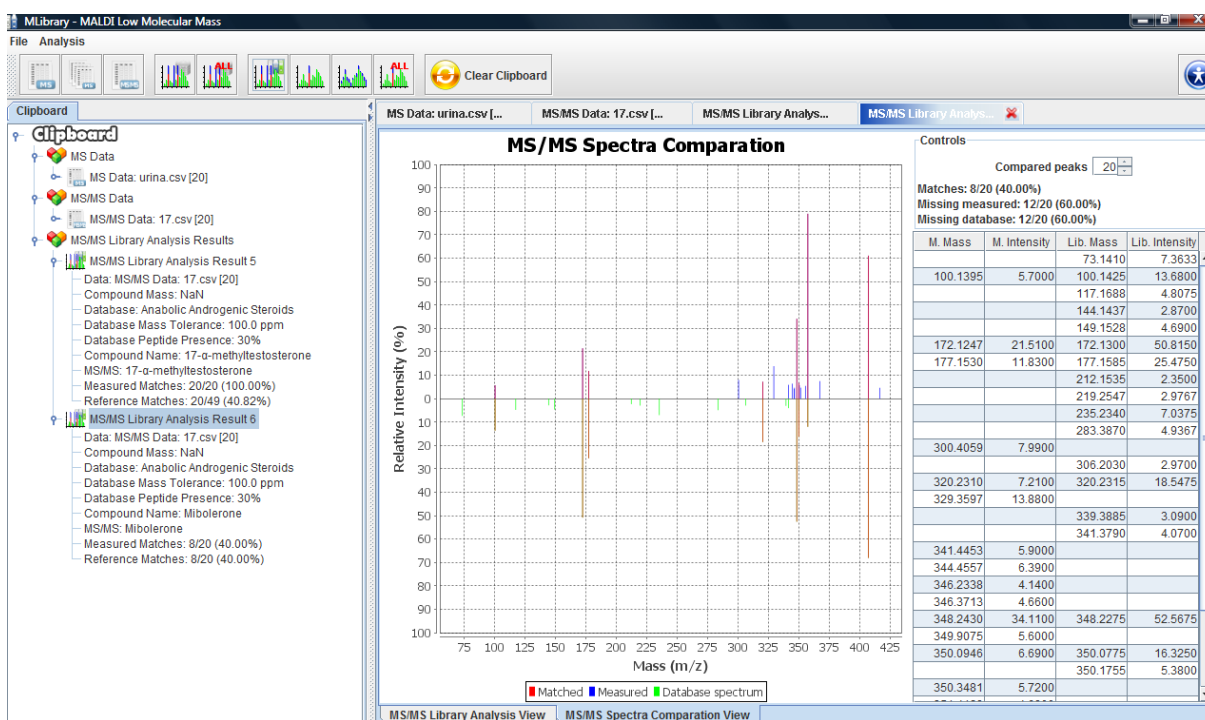 MLibrary - MALDI Low Molecular Mass
File Analysis
MS MS MSMS ALL ALL Clear Clipboard
Clipboard
Clipboard
MS Data
MS Data: urina.csv [20]
MS/MS Data
MS/MS Data: 17.csv [20]
MS/MS Library Analysis Results
MS/MS Library Analysis Result 5
Data: MS/MS Data: 17.csv [20]
Compound Mass: NaN
Database: Anabolic Androgenic Steroids
Database Mass Tolerance: 100.0 ppm
Database Peptide Presence: 30%
Compound Name: 17-α-methyltestosterone
MS/MS: 17-α-methyltestosterone
Measured Matches: 20/20 (100.00%)
Reference Matches: 20/49 (40.82%)
MS/MS Library Analysis Result 6
Data: MS/MS Data: 17.csv [20]
Compound Mass: NaN
Database: Anabolic Androgenic Steroids
Database Mass Tolerance: 100.0 ppm
Database Peptide Presence: 30%
Compound Name: Mibolerone
MS/MS: Mibolerone
Measured Matches: 8/20 (40.00%)
Reference Matches: 8/20 (40.00%)
MS Data: urina.csv [... MS/MS Data: 17.csv [... MS/MS Library Analys... MS/MS Library Analys...
MS/MS Spectra Comparation
100
90
80
70
60
50
40
30
20
10
0
10
20
30
40
50
60
70
80
90
100
Relative Intensity (%)
75 100 125 150 175 200 225 250 275 300 325 350 375 400 425
Mass (m/z)
Matched Measured Database spectrum
MS/MS Library Analysis View MS/MS Spectra Comparation View
Controls
Compared peaks 20
Matches: 8/20 (40.00%)
Missing measured: 12/20 (60.00%)
Missing database: 12/20 (60.00%)
M. Mass M. Intensity Lib. Mass Lib. Intensity
73.1410 7.3633
100.1395 5.7000 100.1425 13.6800
117.1688 4.8075
144.1437 2.8700
149.1528 4.6900
172.1247 21.5100 172.1300 50.8150
177.1530 11.8300 177.1585 25.4750
212.1535 2.3500
219.2547 2.9767
235.2340 7.0375
283.3870 4.9367
300.4059 7.9900
306.2030 2.9700
320.2310 7.2100 320.2315 18.5475
329.3597 13.8800
339.3885 3.0900
341.3790 4.0700
341.4453 5.9000
344.4557 6.3900
346.2338 4.1400
346.3713 4.6600
348.2430 34.1100 348.2275 52.5675
349.9075 5.6000
350.0946 6.6900 350.0775 16.3250
350.1755 5.3800
350.3481 5.7200